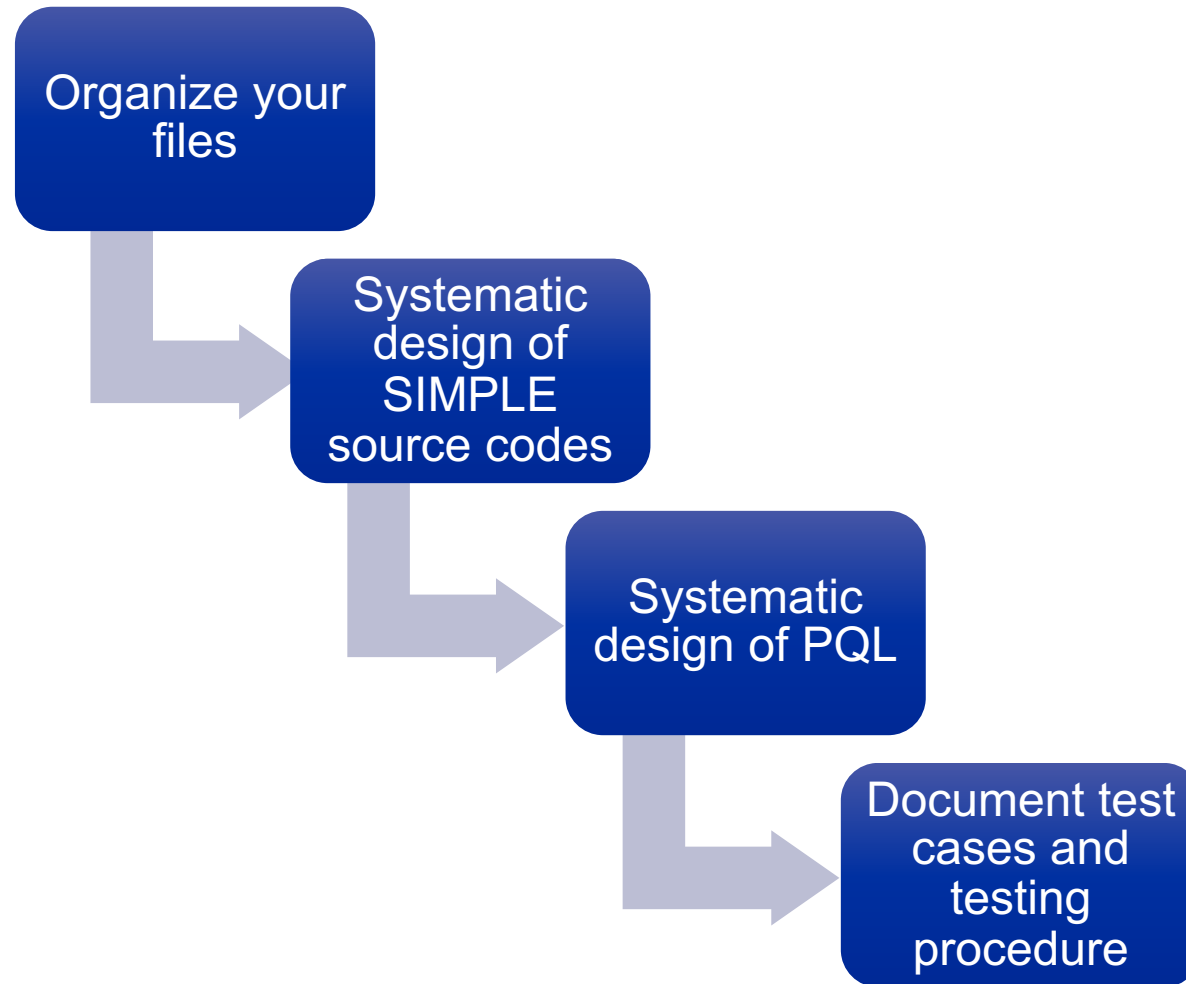 Organize your
files
Systematic
design of
SIMPLE
source codes
Systematic
design of PQL
Document test
cases and
testing
procedure